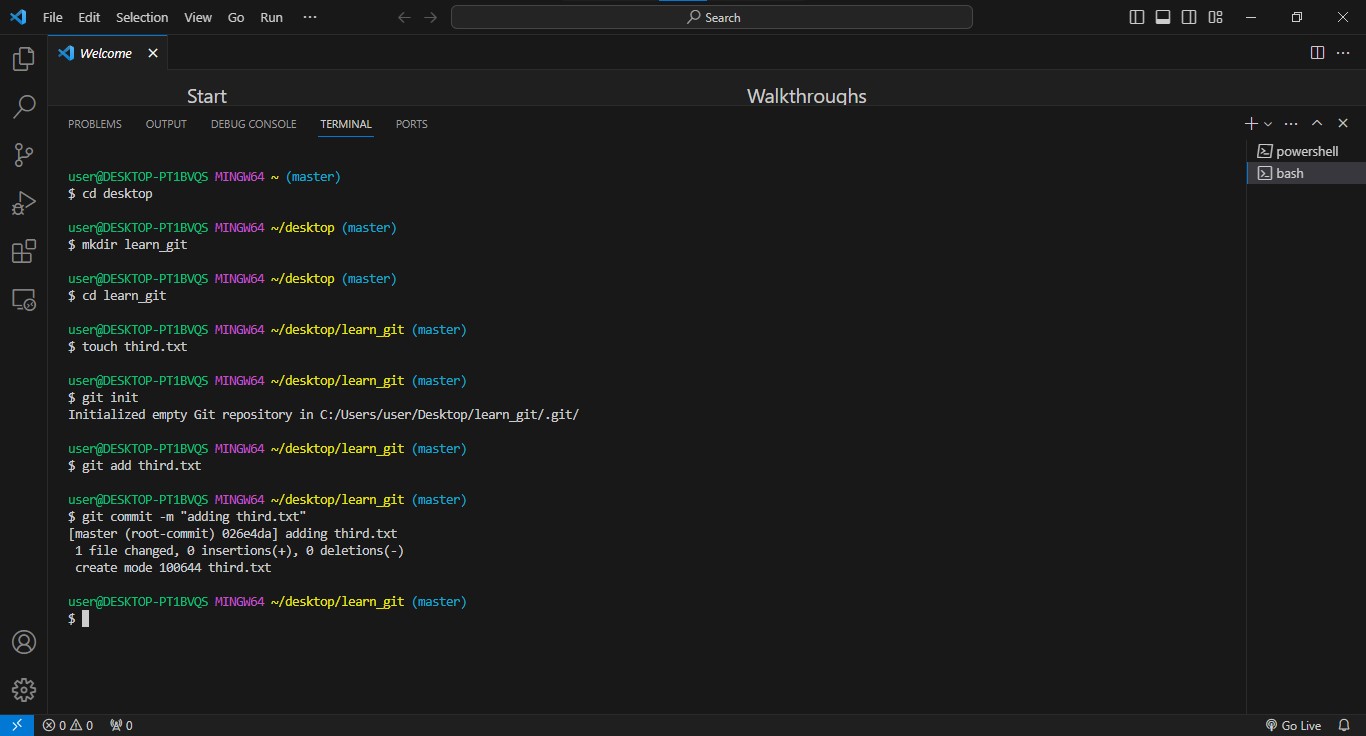 File Edit Selection View Go Run ···
Search
Welcome
Start
Walkthroughs
PROBLEMS OUTPUT DEBUG CONSOLE TERMINAL PORTS
powershell
bash
user@DESKTOP-PT1BVQS MINGW64 ~ (master)
$ cd desktop
user@DESKTOP-PT1BVQS MINGW64 ~/desktop (master)
$ mkdir learn_git
user@DESKTOP-PT1BVQS MINGW64 ~/desktop (master)
$ cd learn_git
user@DESKTOP-PT1BVQS MINGW64 ~/desktop/learn_git (master)
$ touch third.txt
user@DESKTOP-PT1BVQS MINGW64 ~/desktop/learn_git (master)
$ git init
Initialized empty Git repository in C:/Users/user/Desktop/learn_git/.git/
user@DESKTOP-PT1BVQS MINGW64 ~/desktop/learn_git (master)
$ git add third.txt
user@DESKTOP-PT1BVQS MINGW64 ~/desktop/learn_git (master)
$ git commit -m "adding third.txt"
[master (root-commit) 026e4da] adding third.txt
1 file changed, 0 insertions(+), 0 deletions(-)
create mode 100644 third.txt
user@DESKTOP-PT1BVQS MINGW64 ~/desktop/learn_git (master)
$
0 0 0 Go Live